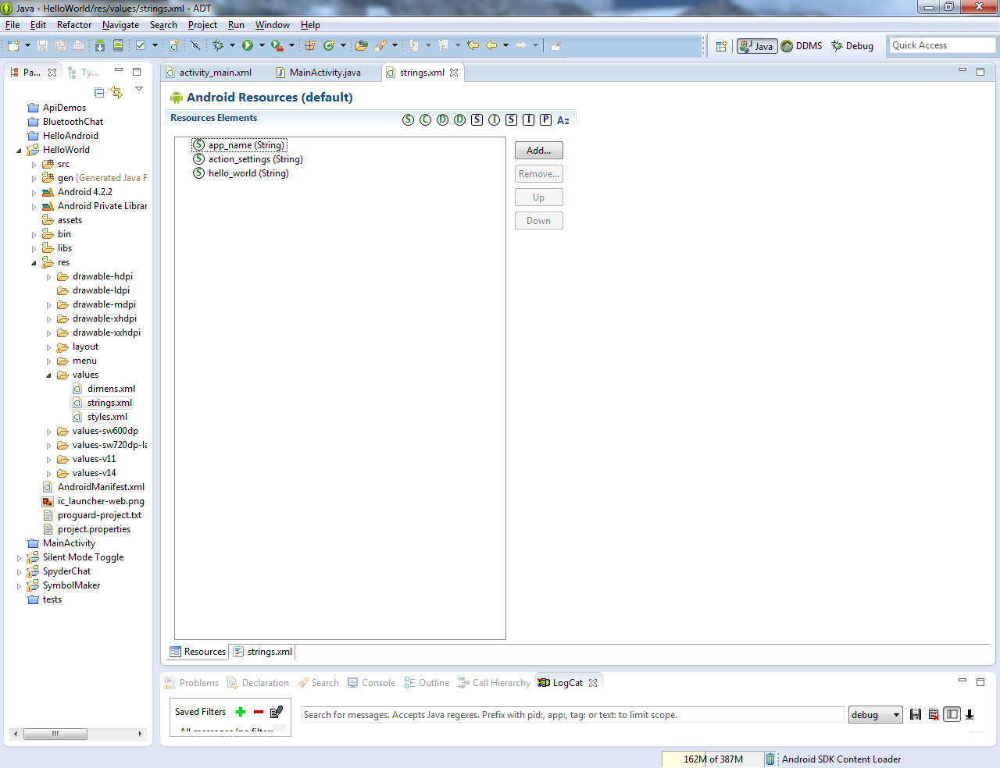 Java - HelloWorld/res/values/strings.xml - ADT
File Edit Refactor Navigate Search Project Run Window Help
Java DDMS Debug Quick Access
Pa... Ty...
ApiDemos
BluetoothChat
HelloAndroid
HelloWorld
src
gen [Generated Java F
Android 4.2.2
Android Private Librar
assets
bin
libs
res
drawable-hdpi
drawable-ldpi
drawable-mdpi
drawable-xhdpi
drawable-xxhdpi
layout
menu
values
dimens.xml
strings.xml
styles.xml
values-sw600dp
values-sw720dp-la
values-v11
values-v14
AndroidManifest.xml
ic_launcher-web.png
proguard-project.txt
project.properties
MainActivity
Silent Mode Toggle
SpyderChat
SymbolMaker
tests
activity_main.xml MainActivity.java strings.xml
Android Resources (default)
Resources Elements S C D D S I S I P Az
S app_name (String)
S action_settings (String)
S hello_world (String)
Add...
Remove...
Up
Down
Resources strings.xml
Problems Declaration Search Console Outline Call Hierarchy LogCat
Saved Filters
All messages (no filter
Search for messages. Accepts Java regexes. Prefix with pid:, app:, tag: or text: to limit scope.
debug
162M of 387M Android SDK Content Loader